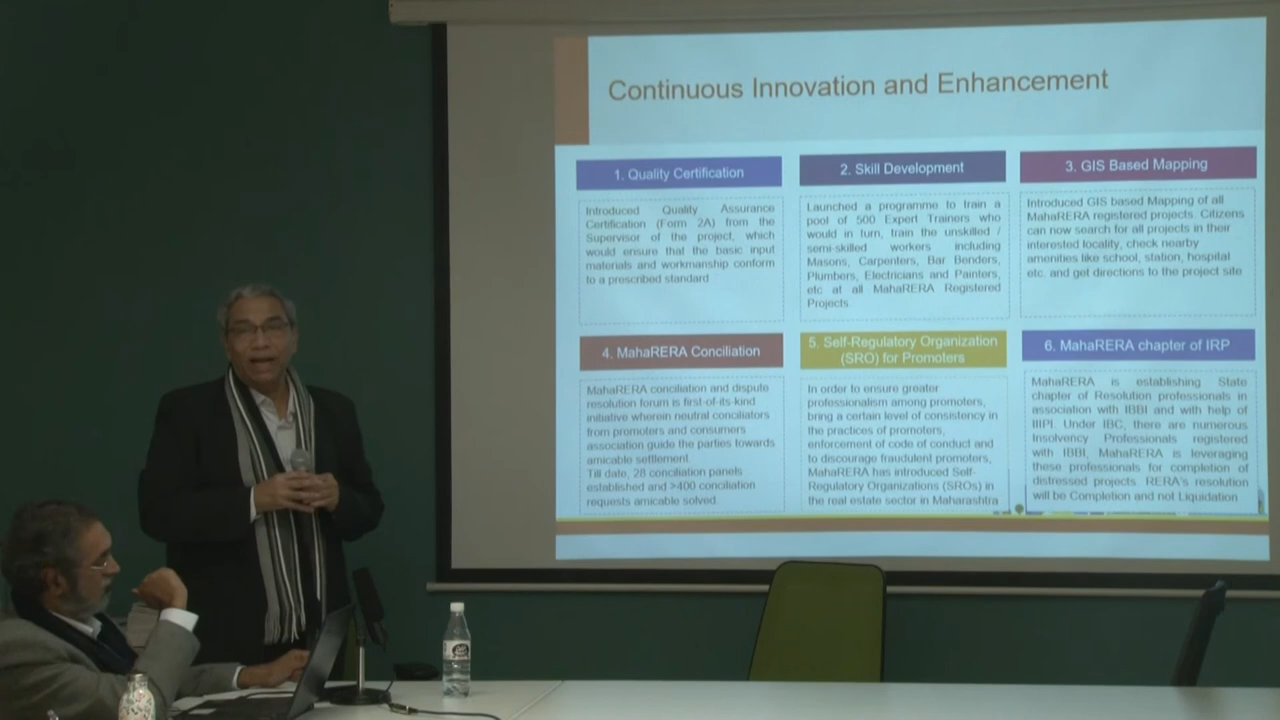 Continuous Innovation and Enhancement
1. Quality Certification
Introduced Quality Assurance
Certification (Form 2A) from the
Supervisor of the project, which
would ensure that the basic input
materials and workmanship conform
to a prescribed standard
2. Skill Development
Launched a programme to train a
pool of 500 Expert Trainers who
would in turn, train the unskilled /
semi-skilled workers including
Masons, Carpenters, Bar Benders,
Plumbers, Electricians and Painters,
etc at all MahaRERA Registered
Projects.
3. GIS Based Mapping
Introduced GIS based Mapping of all
MahaRERA registered projects. Citizens
can now search for all projects in their
interested locality, check nearby
amenities like school, station, hospital
etc. and get directions to the project site
4. MahaRERA Conciliation
MahaRERA conciliation and dispute
resolution forum is first-of-its-kind
initiative wherein neutral conciliators
from promoters and consumers
association guide the parties towards
amicable settlement.
Till date, 28 conciliation panels
established and >400 conciliation
requests amicable solved.
5. Self-Regulatory Organization
(SRO) for Promoters
In order to ensure greater
professionalism among promoters,
bring a certain level of consistency in
the practices of promoters,
enforcement of code of conduct and
to discourage fraudulent promoters,
MahaRERA has introduced Self-
Regulatory Organizations (SROs) in
the real estate sector in Maharashtra
6. MahaRERA chapter of IRP
MahaRERA is establishing State
chapter of Resolution professionals in
association with IBBI and with help of
IIIPI. Under IBC, there are numerous
Insolvency Professionals registered
with IBBI, MahaRERA is leveraging
these professionals for completion of
distressed projects. RERA's resolution
will be Completion and not Liquidation